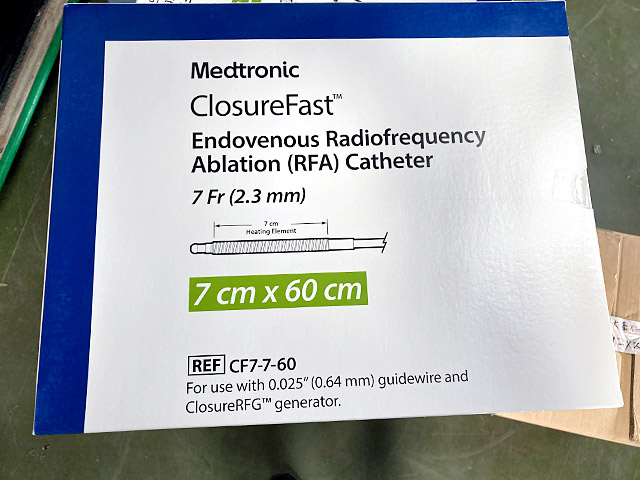 Medtronic
ClosureFast™
Endovenous Radiofrequency
Ablation (RFA) Catheter
7 Fr (2.3 mm)
7 cm
Heating Element
7 cm x 60 cm
REF CF7-7-60
For use with 0.025" (0.64 mm) guidewire and
ClosureRFG™ generator.